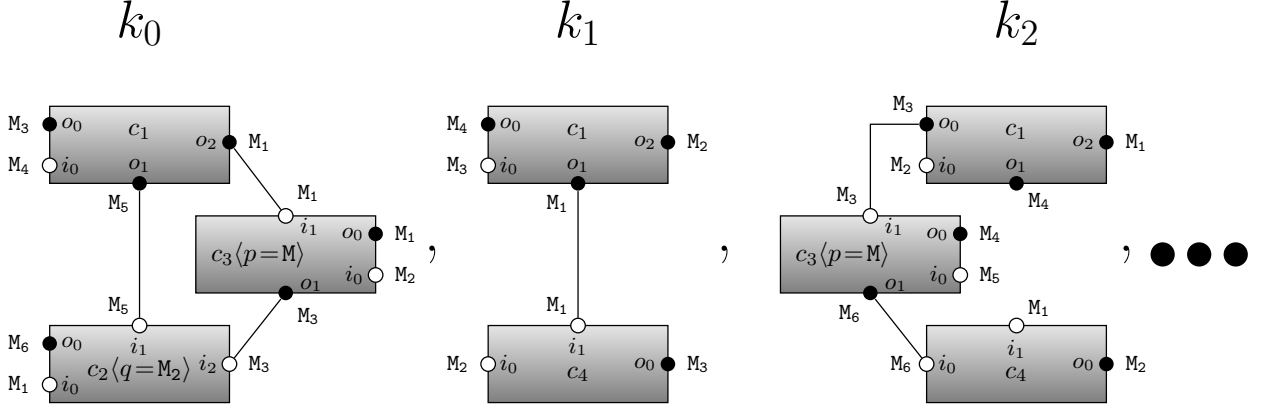 k₀ k₁ k₂
M₃ o₀ c₁ o₂ M₁
M₄ i₀ o₁
M₅ M₁
i₁ o₀ M₁
c₃⟨p=M⟩ i₀ M₂
o₁
M₅ M₃
M₆ o₀ i₁ i₂ M₃
c₂⟨q=M₂⟩
M₁ i₀
,
M₄ o₀ c₁ o₂ M₂
M₃ i₀ o₁
M₁
M₁
i₁
M₂ i₀ c₄ o₀ M₃
,
M₃
o₀ c₁ o₂ M₁
M₂ i₀ o₁
M₃ M₄
i₁ o₀ M₄
c₃⟨p=M⟩ i₀ M₅
o₁
M₆ M₁
i₁
M₆ i₀ c₄ o₀ M₂
, ●●●